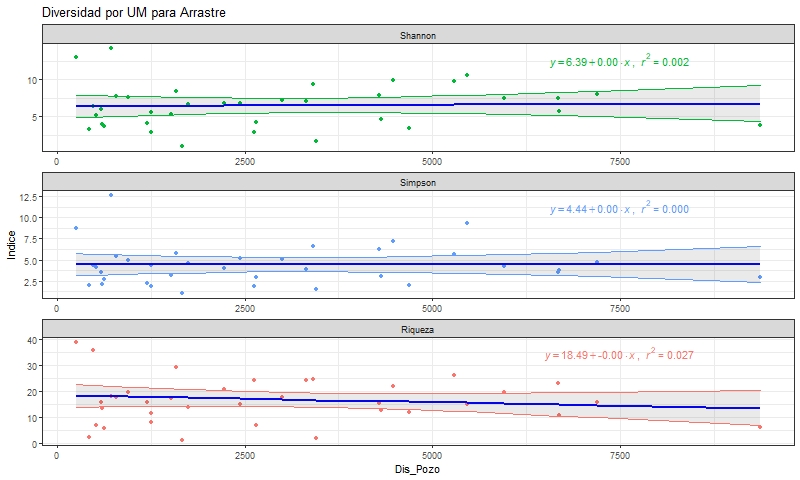 Diversidad por UM para Arrastre
Shannon
y = 6.39 + 0.00 · x , r² = 0.002
10
5
0
2500
5000
7500
Simpson
y = 4.44 + 0.00 · x , r² = 0.000
12.5
10.0
7.5
5.0
2.5
0
2500
5000
7500
Indice
Riqueza
y = 18.49 + -0.00 · x , r² = 0.027
40
30
20
10
0
0
2500
5000
7500
Dis_Pozo